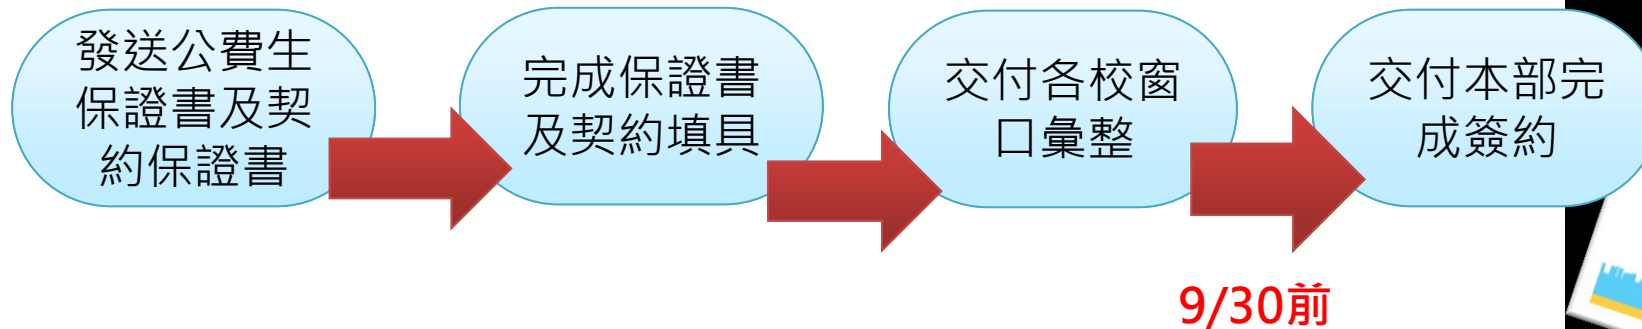 發送公費生
保證書及契
約保證書
完成保證書
及契約填具
交付各校窗
口彙整
交付本部完
成簽約
9/30前